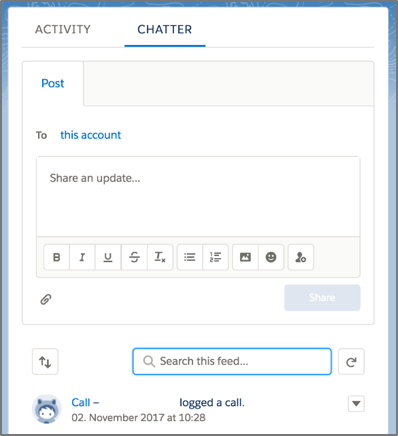 ACTIVITY CHATTER
Post
To this account
Share an update...
B I U S Tx
Share
Search this feed...
Call – logged a call.
02. November 2017 at 10:28